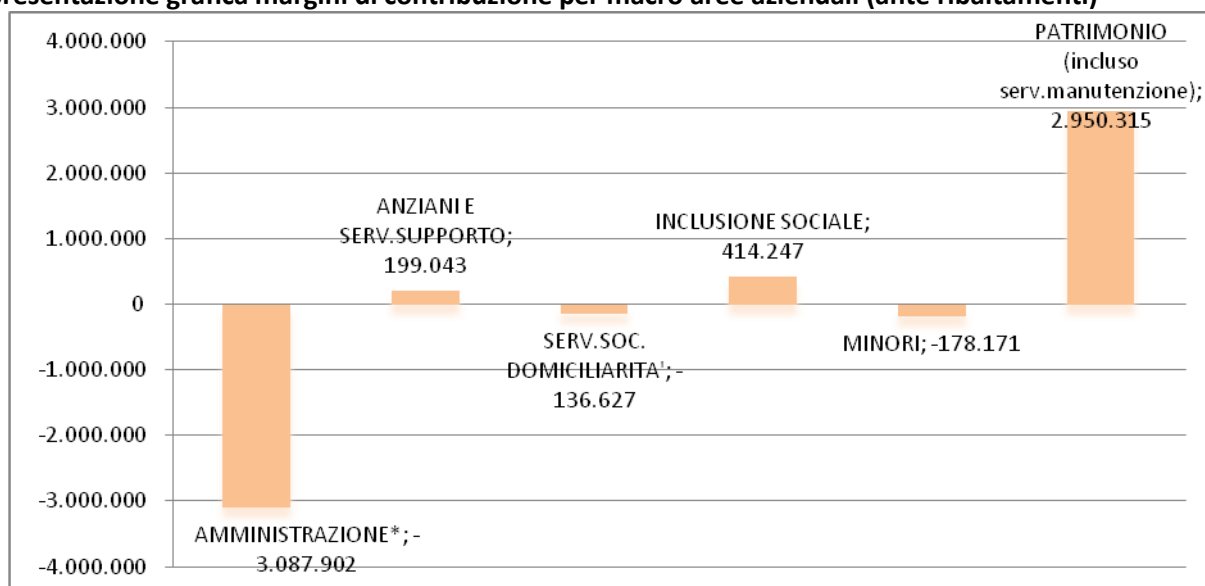 presentazione grafica margini di contribuzione per macro aree aziendali (ante ribaltamenti)
4.000.000
3.000.000
2.000.000
1.000.000
0
-1.000.000
-2.000.000
-3.000.000
-4.000.000
AMMINISTRAZIONE*; -
3.087.902
ANZIANI E
SERV.SUPPORTO;
199.043
SERV.SOC.
DOMICILIARITA'; -
136.627
INCLUSIONE SOCIALE;
414.247
MINORI; -178.171
PATRIMONIO
(incluso
serv.manutenzione);
2.950.315